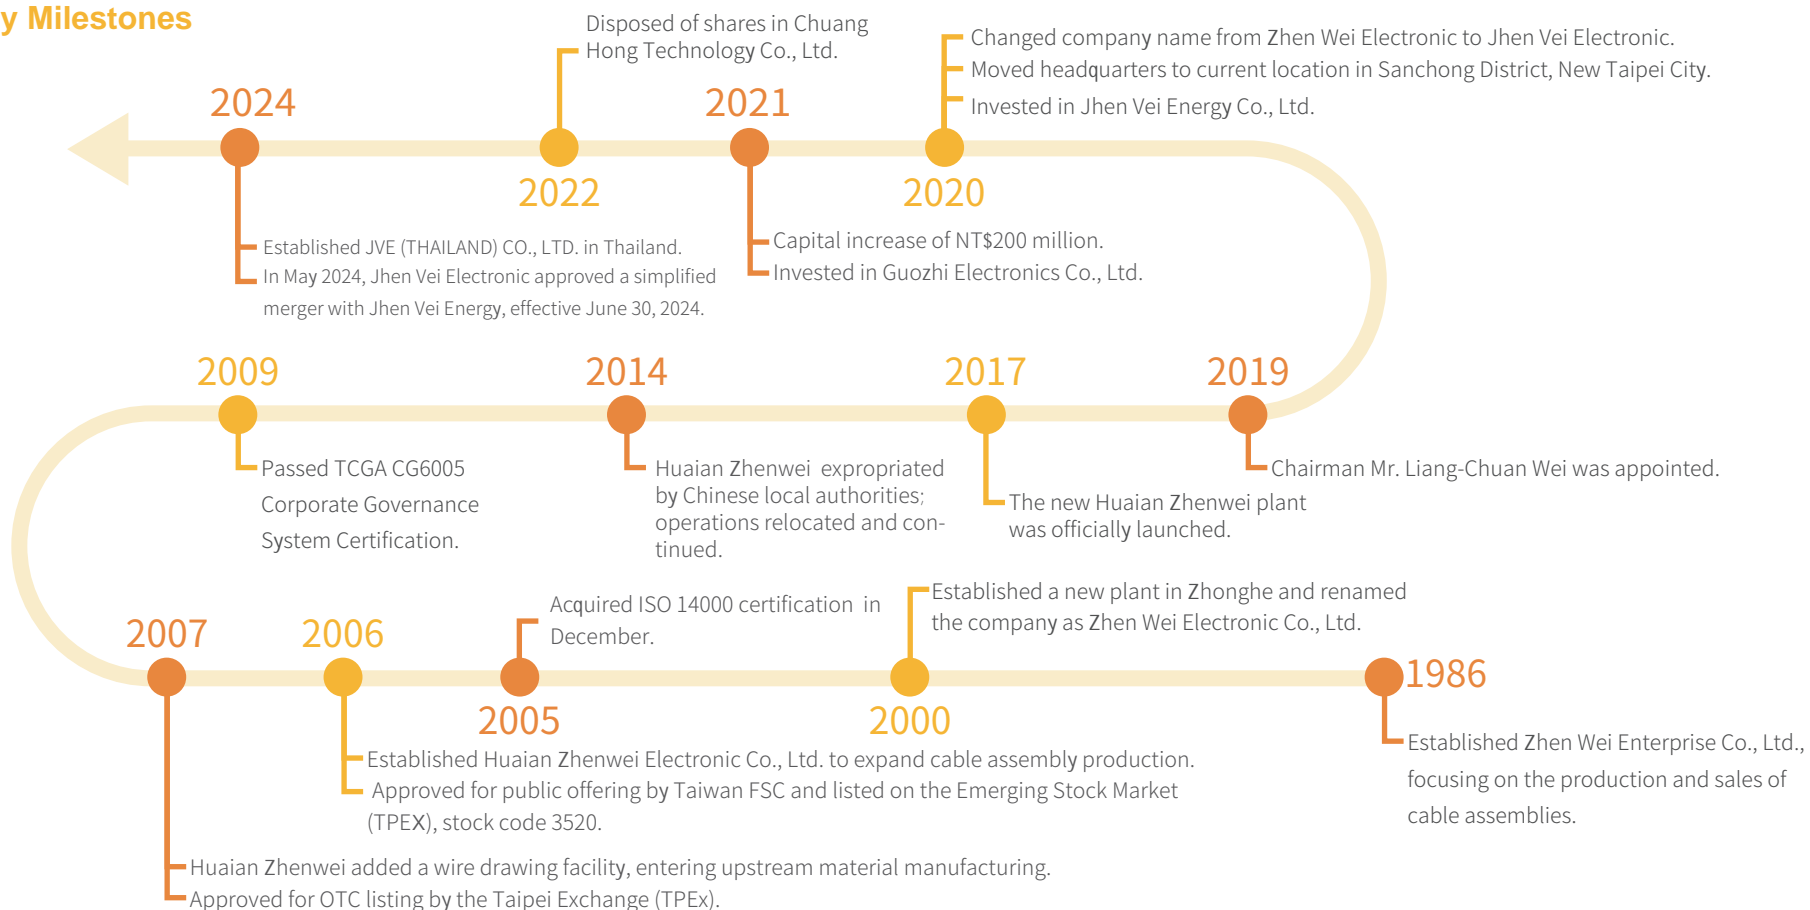 y Milestones
Disposed of shares in Chuang
Hong Technology Co., Ltd.
Changed company name from Zhen Wei Electronic to Jhen Vei Electronic.
Moved headquarters to current location in Sanchong District, New Taipei City.
Invested in Jhen Vei Energy Co., Ltd.
2024
2021
2022
2020
Established JVE (THAILAND) CO., LTD. in Thailand.
In May 2024, Jhen Vei Electronic approved a simplified
merger with Jhen Vei Energy, effective June 30, 2024.
Capital increase of NT$200 million.
Invested in Guozhi Electronics Co., Ltd.
2009
2014
2017
2019
Passed TCGA CG6005
Corporate Governance
System Certification.
Huaian Zhenwei expropriated
by Chinese local authorities;
operations relocated and con-
tinued.
The new Huaian Zhenwei plant
was officially launched.
Chairman Mr. Liang-Chuan Wei was appointed.
2007
2006
Acquired ISO 14000 certification in
December.
2005
Established a new plant in Zhonghe and renamed
the company as Zhen Wei Electronic Co., Ltd.
2000
1986
Established Huaian Zhenwei Electronic Co., Ltd. to expand cable assembly production.
Approved for public offering by Taiwan FSC and listed on the Emerging Stock Market
(TPEX), stock code 3520.
Established Zhen Wei Enterprise Co., Ltd.,
focusing on the production and sales of
cable assemblies.
Huaian Zhenwei added a wire drawing facility, entering upstream material manufacturing.
Approved for OTC listing by the Taipei Exchange (TPEx).